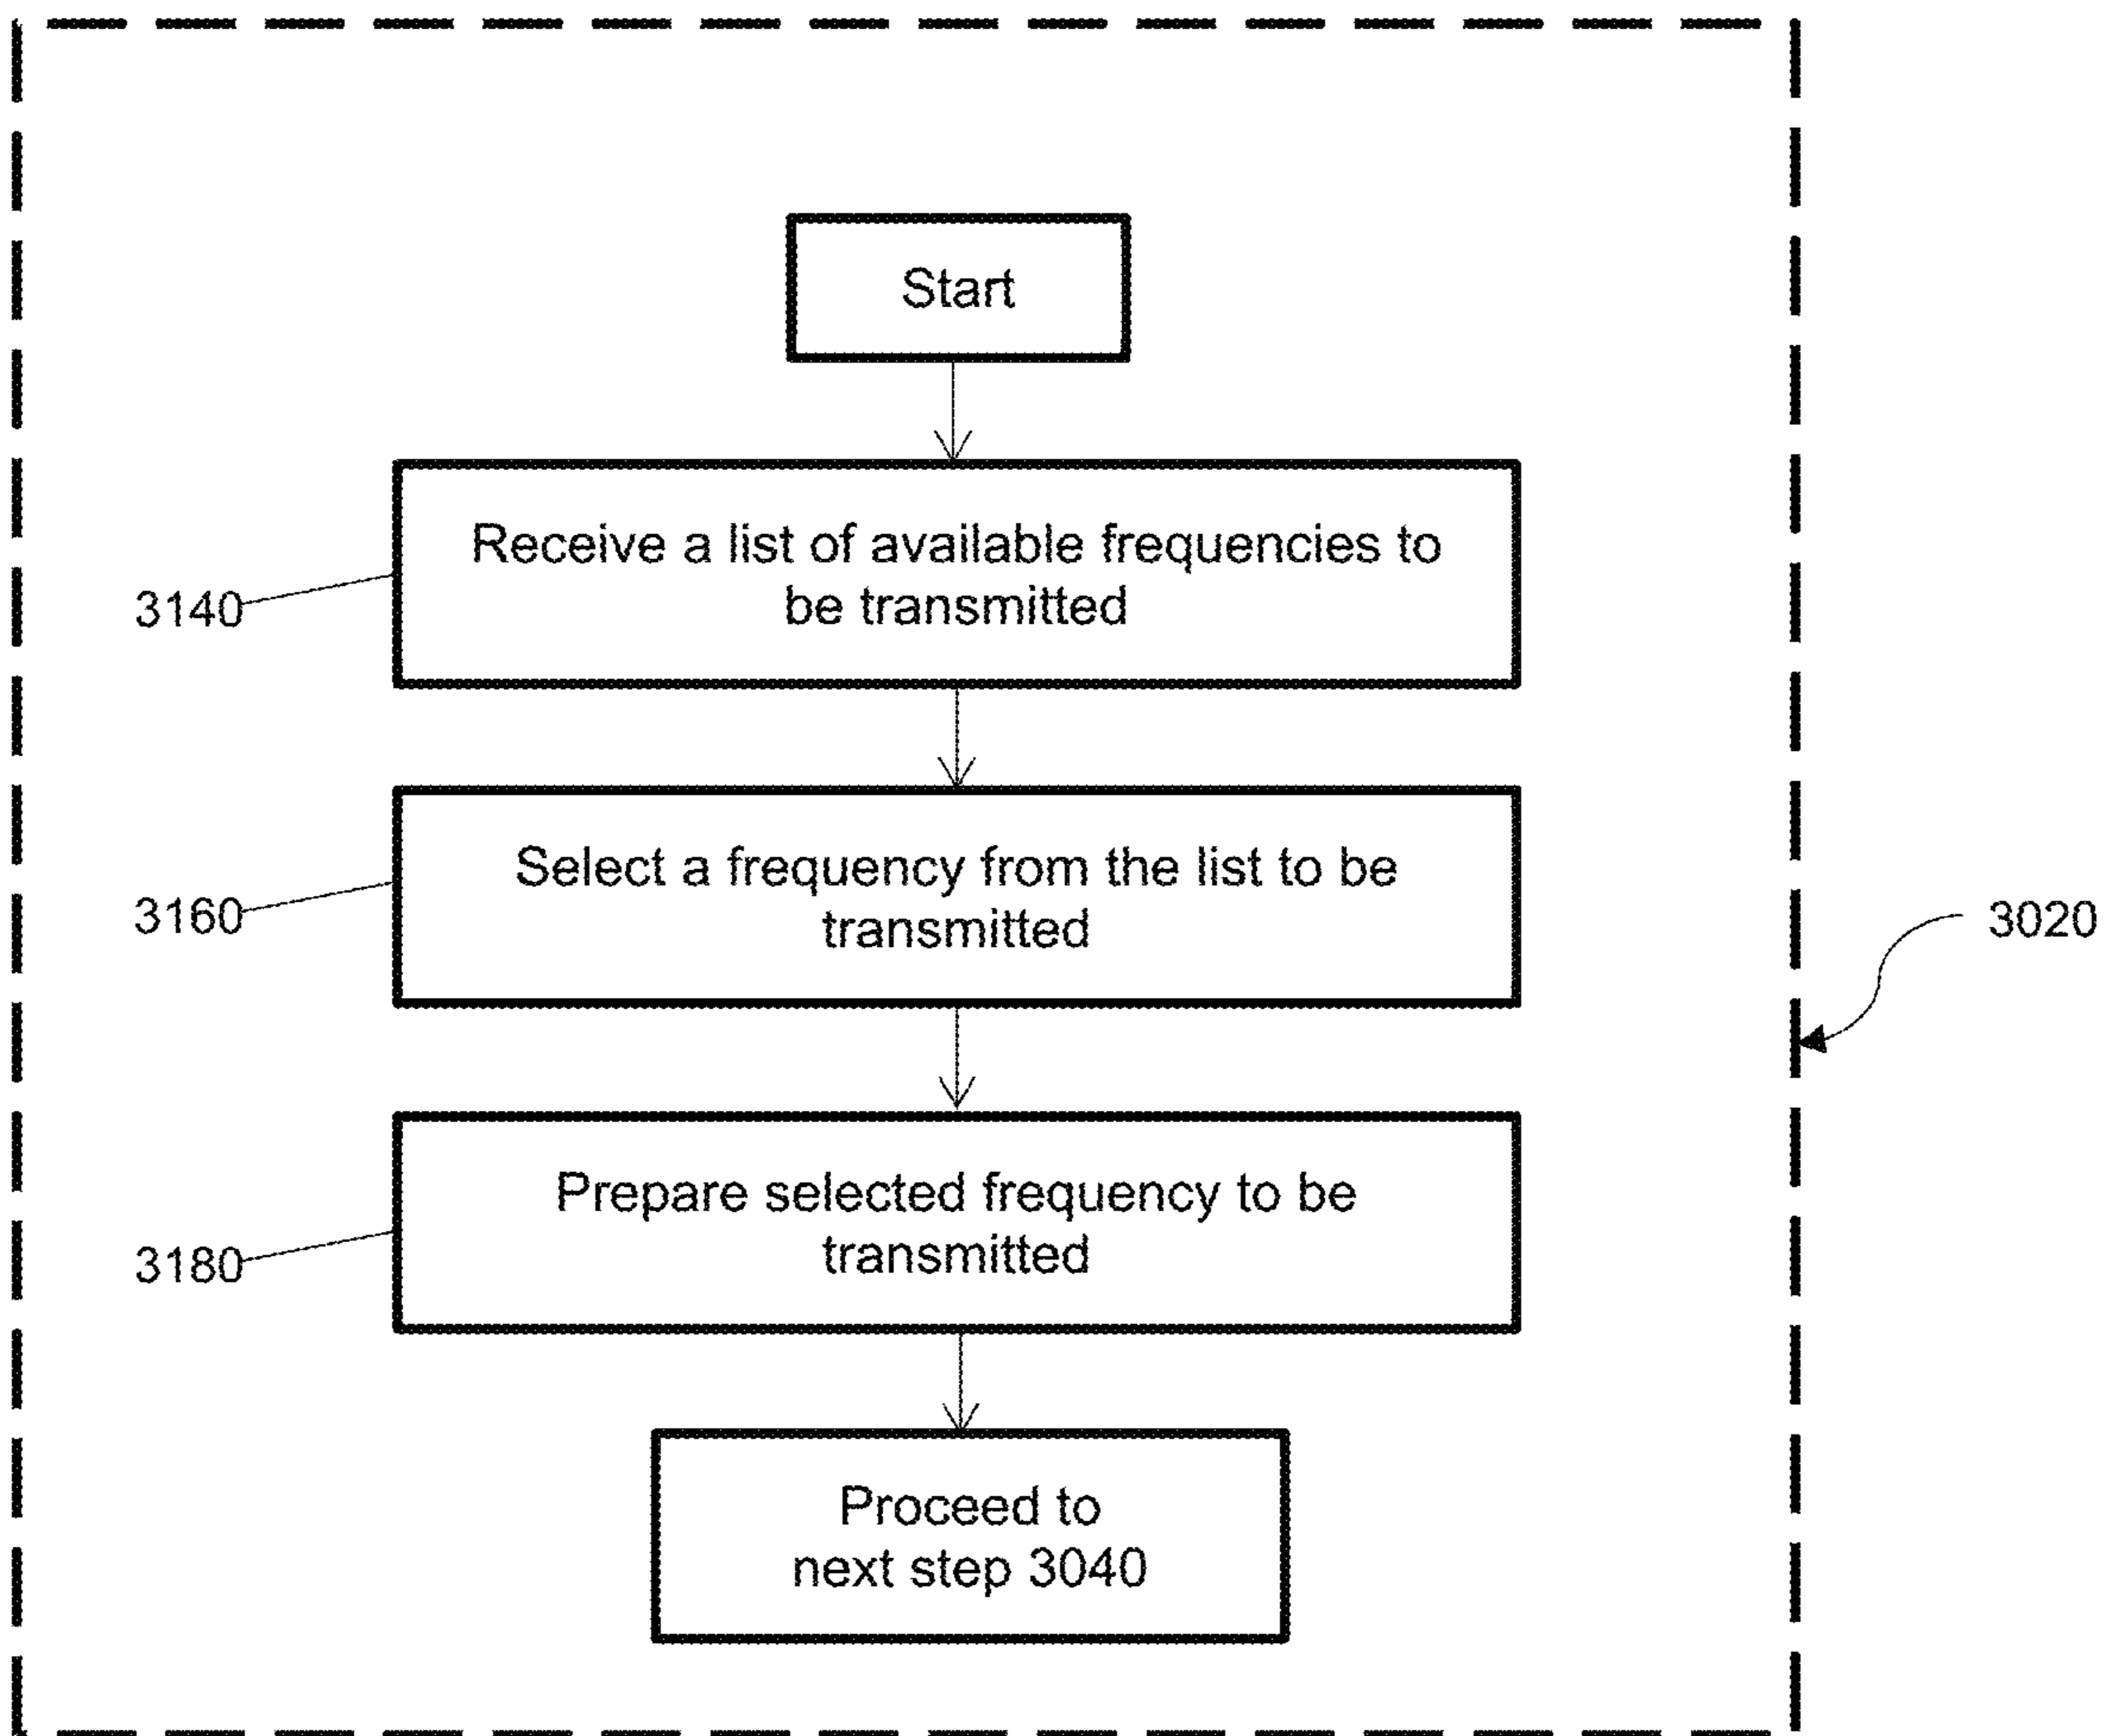 Start
Receive a list of available frequencies to
be transmitted
3140
Select a frequency from the list to be
transmitted
3160
3020
Prepare selected frequency to be
transmitted
3180
Proceed to
next step 3040